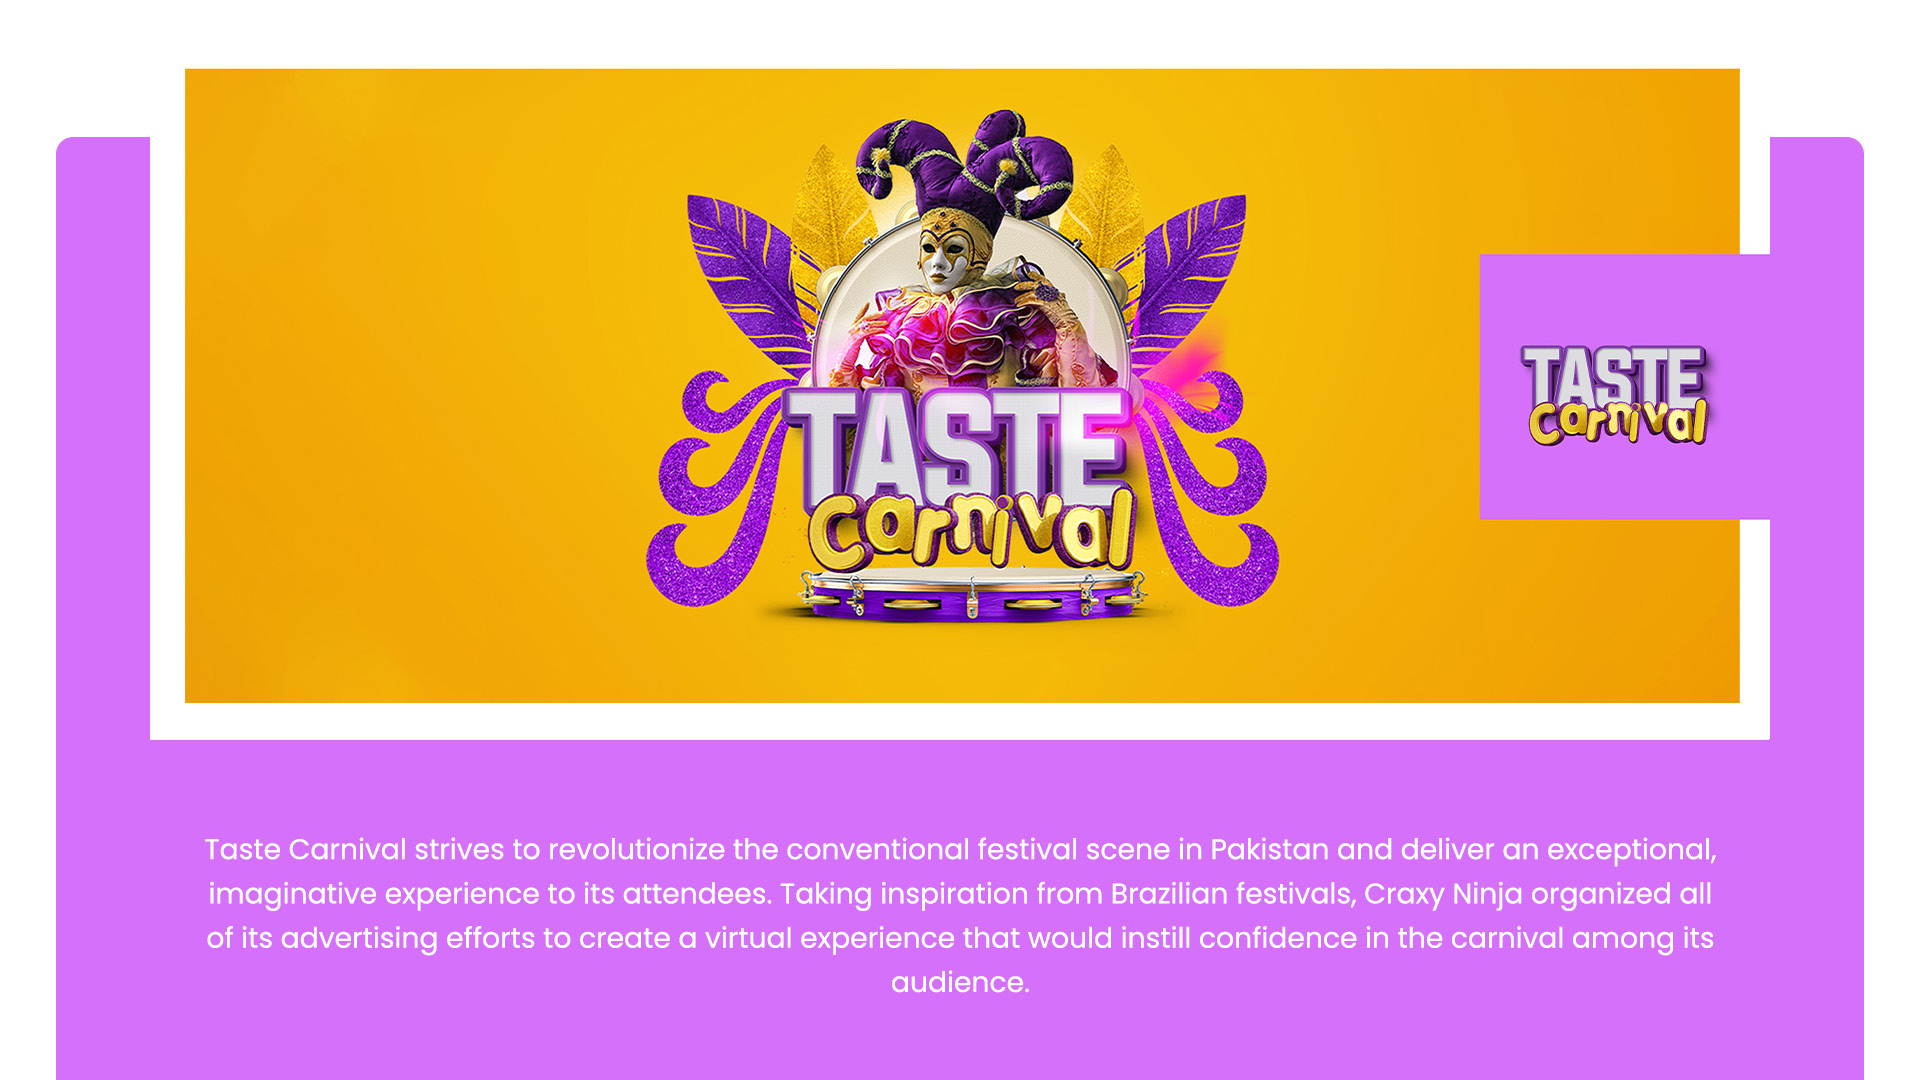 TASTE
Carnival
TASTE
Carnival
Taste Carnival strives to revolutionize the conventional festival scene in Pakistan and deliver an exceptional,
imaginative experience to its attendees. Taking inspiration from Brazilian festivals, Craxy Ninja organized all
of its advertising efforts to create a virtual experience that would instill confidence in the carnival among its
audience.